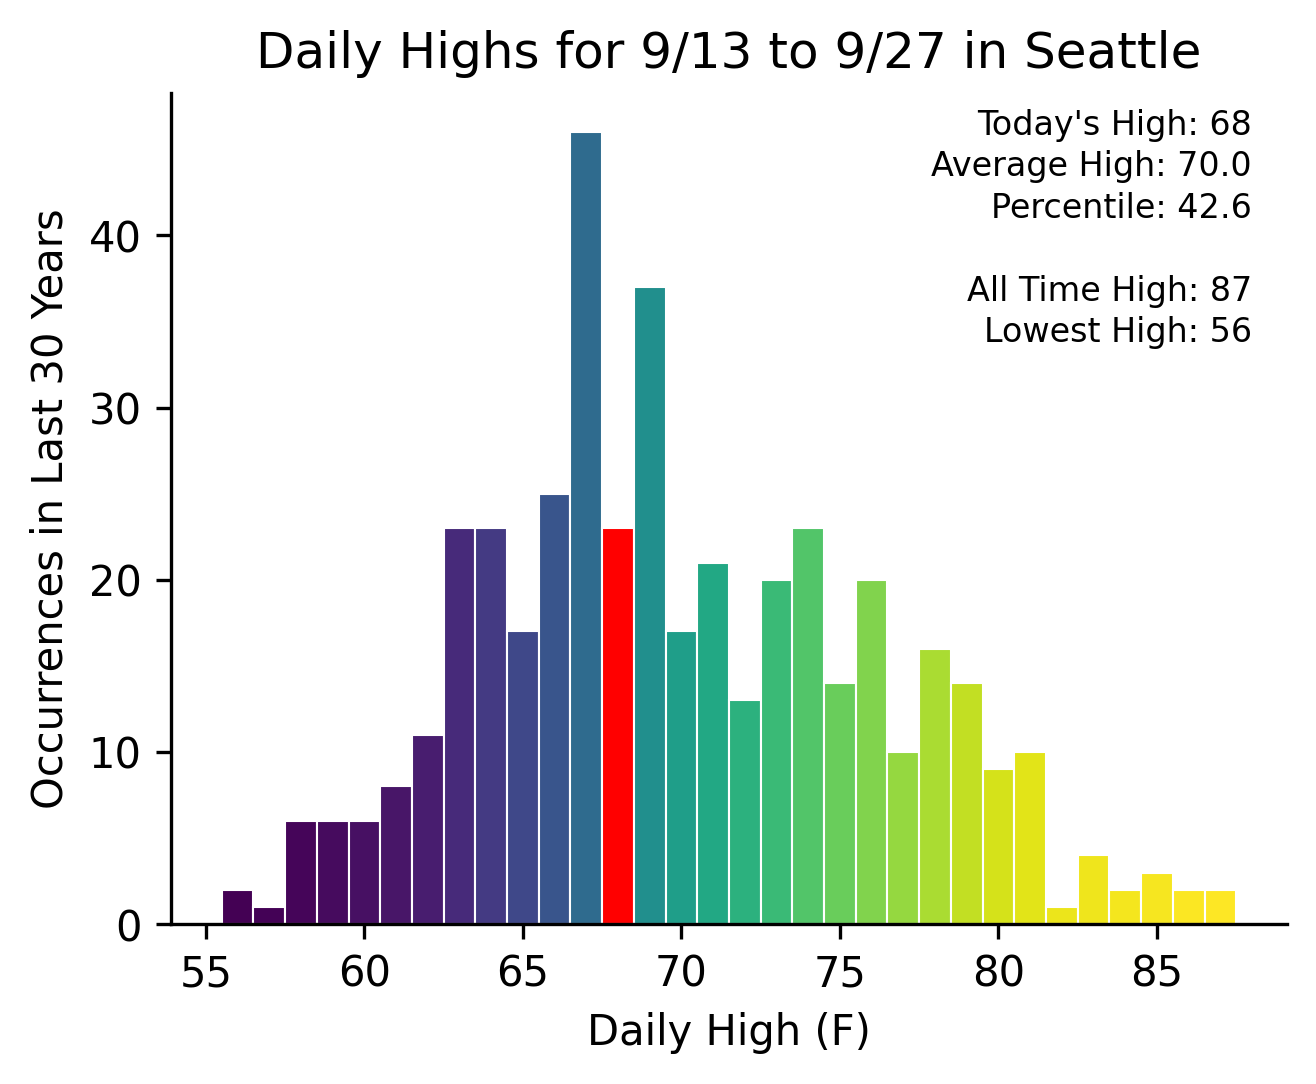 Daily Highs for 9/13 to 9/27 in Seattle
Today's High: 68
Average High: 70.0
Percentile: 42.6
All Time High: 87
Lowest High: 56
Occurrences in Last 30 Years
40
30
20
10
0
55 60 65 70 75 80 85
Daily High (F)